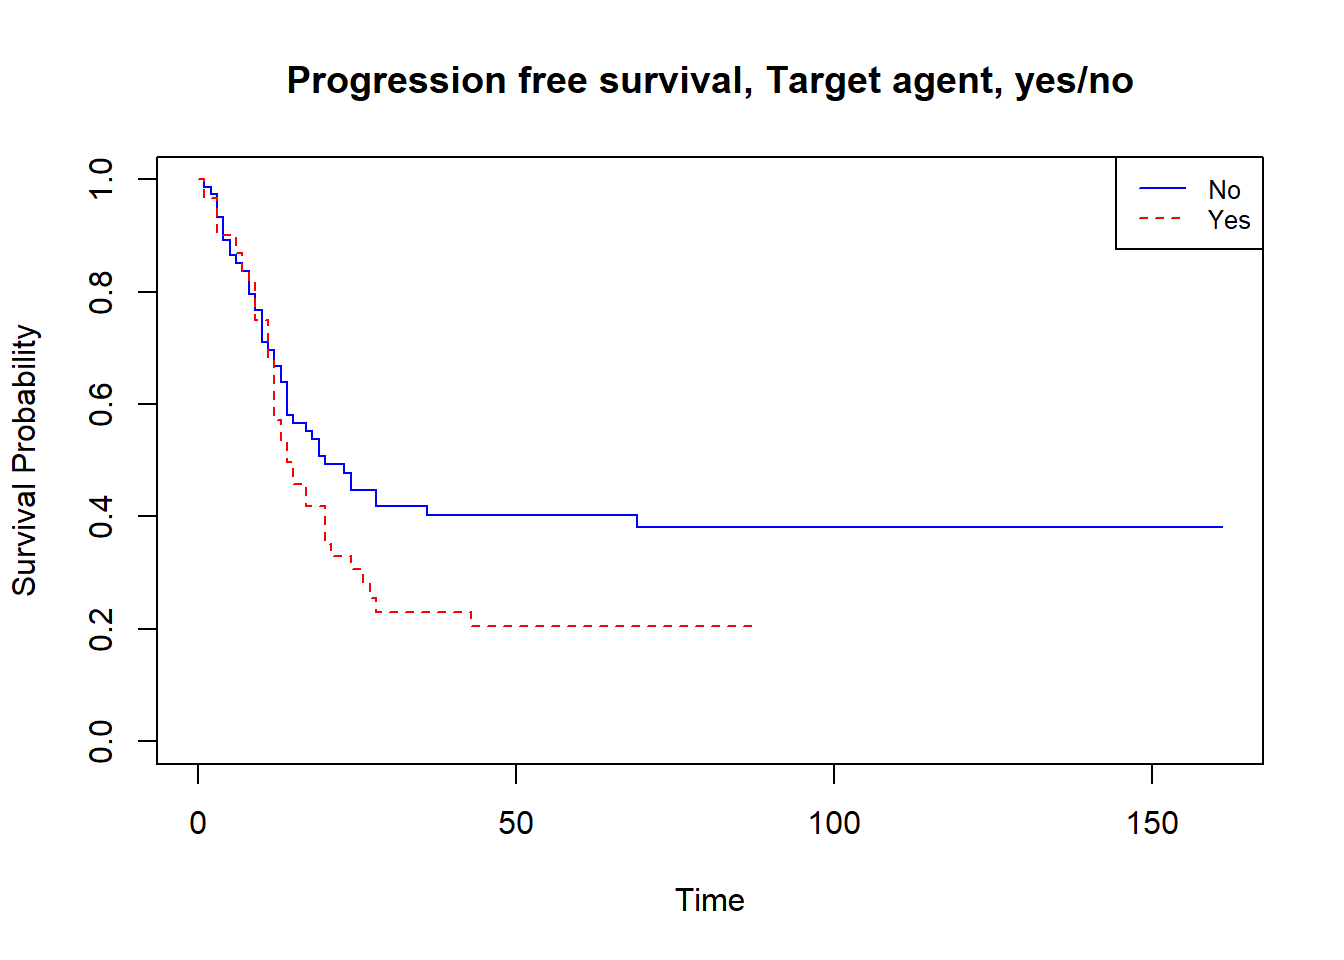 Progression free survival, Target agent, yes/no
No
Yes
Survival Probability
1.0
0.8
0.6
0.4
0.2
0.0
0 50 100 150
Time